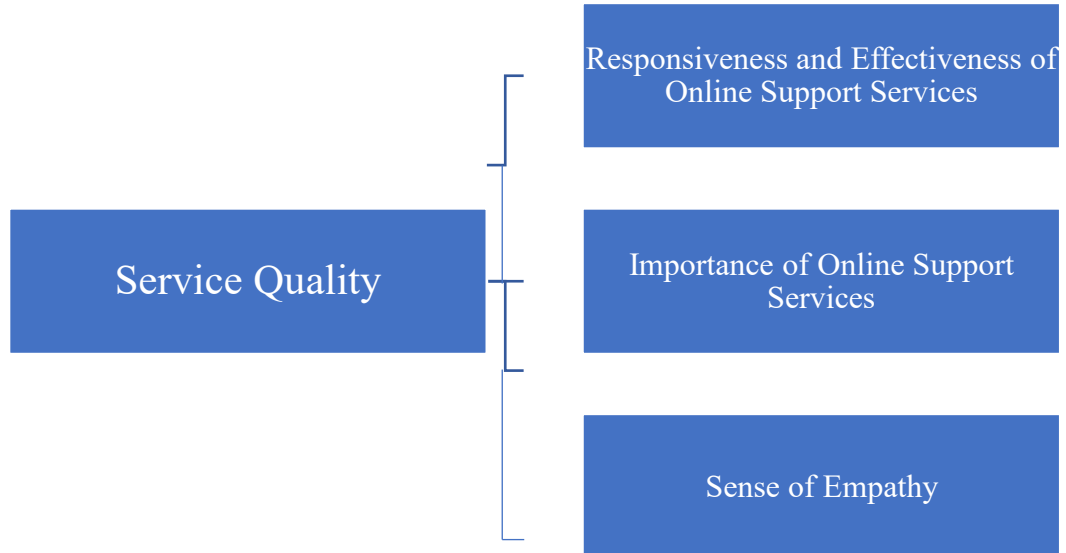 Responsiveness and Effectiveness of
Online Support Services
Service Quality
Importance of Online Support
Services
Sense of Empathy